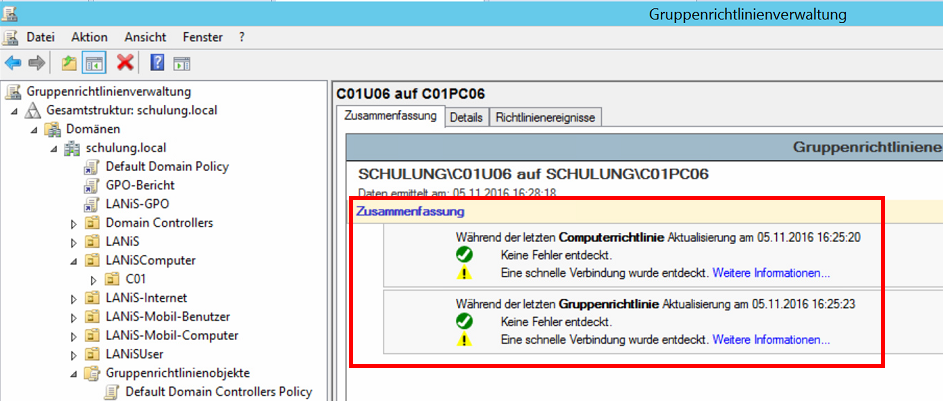 Gruppenrichtlinienverwaltung
Datei Aktion Ansicht Fenster ?
Gruppenrichtlinienverwaltung
Gesamtstruktur: schulung.local
Domänen
schulung.local
Default Domain Policy
GPO-Bericht
LANiS-GPO
Domain Controllers
LANiS
LANiSComputer
C01
LANiS-Internet
LANiS-Mobil-Benutzer
LANiS-Mobil-Computer
LANiSUser
Gruppenrichtlinienobjekte
Default Domain Controllers Policy
C01U06 auf C01PC06
Zusammenfassung Details Richtlinienereignisse
Gruppenrichtliniene
SCHULUNG\C01U06 auf SCHULUNG\C01PC06
Daten ermittelt am: 05.11.2016 16:28:18
Zusammenfassung
Während der letzten Computerrichtlinie Aktualisierung am 05.11.2016 16:25:20
Keine Fehler entdeckt.
Eine schnelle Verbindung wurde entdeckt. Weitere Informationen...
Während der letzten Gruppenrichtlinie Aktualisierung am 05.11.2016 16:25:23
Keine Fehler entdeckt.
Eine schnelle Verbindung wurde entdeckt. Weitere Informationen...